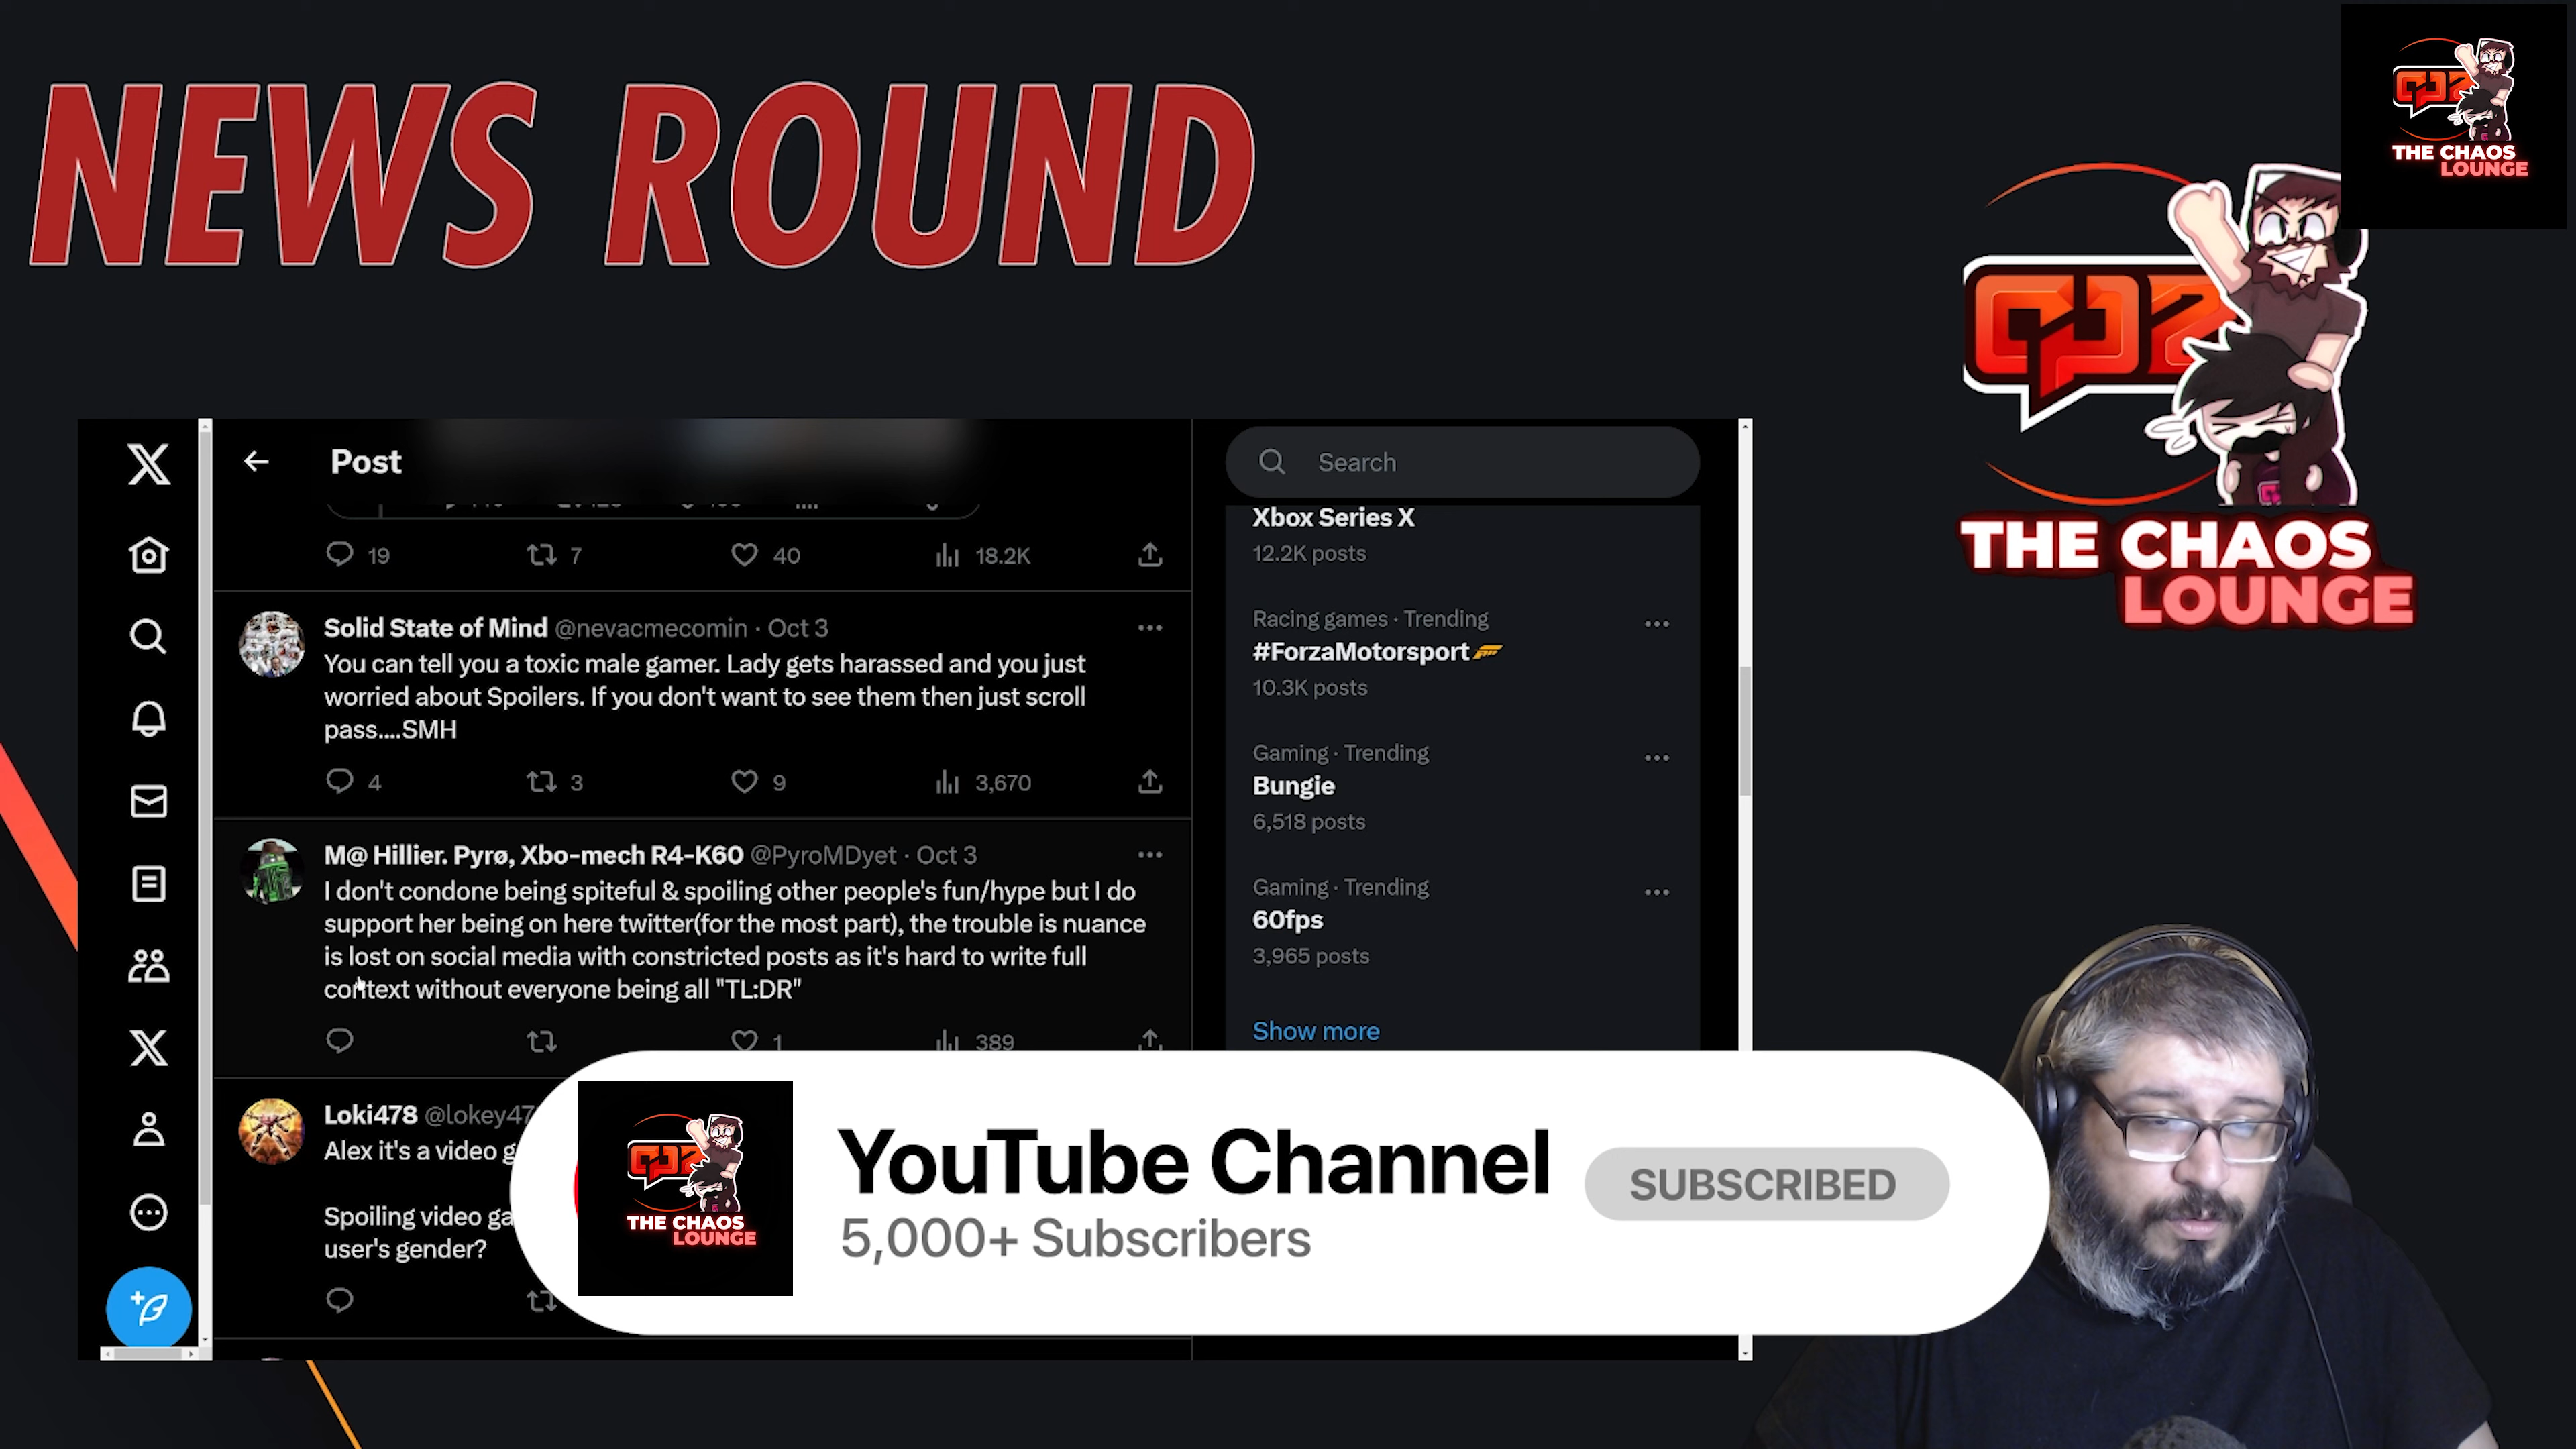 NEWS ROUND
THE CHAOS
LOUNGE
THE CHAOS
LOUNGE
Post
19 7 40 18.2K
Solid State of Mind @nevacmecomin · Oct 3
You can tell you a toxic male gamer. Lady gets harassed and you just
worried about Spoilers. If you don't want to see them then just scroll
pass....SMH
4 3 9 3,670
M@ Hillier. Pyrø, Xbo-mech R4-K60 @PyroMDyet · Oct 3
I don't condone being spiteful & spoiling other people's fun/hype but I do
support her being on here twitter(for the most part), the trouble is nuance
is lost on social media with constricted posts as it's hard to write full
context without everyone being all "TL:DR"
1 389
Loki478 @lokey47
Alex it's a video g
Spoiling video ga
user's gender?
Search
Xbox Series X
12.2K posts
Racing games · Trending
#ForzaMotorsport
10.3K posts
Gaming · Trending
Bungie
6,518 posts
Gaming · Trending
60fps
3,965 posts
Show more
THE CHAOS
LOUNGE
YouTube Channel
5,000+ Subscribers
SUBSCRIBED